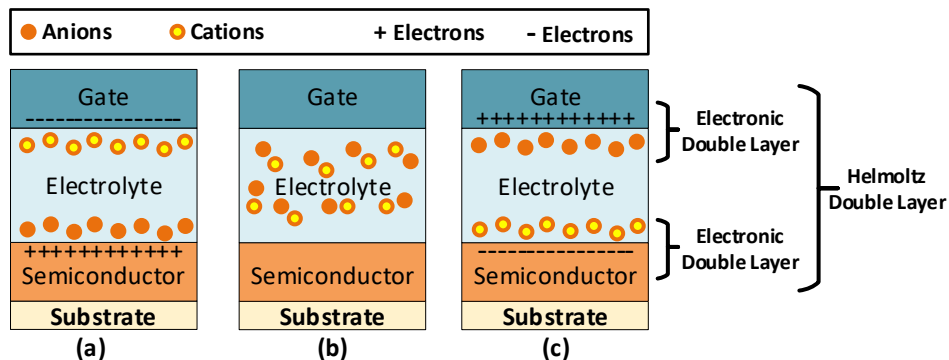 Anions Cations + Electrons - Electrons
Gate
----------------
Electrolyte
++++++++++++
Semiconductor
Substrate
(a)
Gate
Electrolyte
Semiconductor
Substrate
(b)
Gate
++++++++++++
Electrolyte
----------------
Semiconductor
Substrate
(c)
Electronic
Double Layer
Electronic
Double Layer
Helmoltz
Double Layer